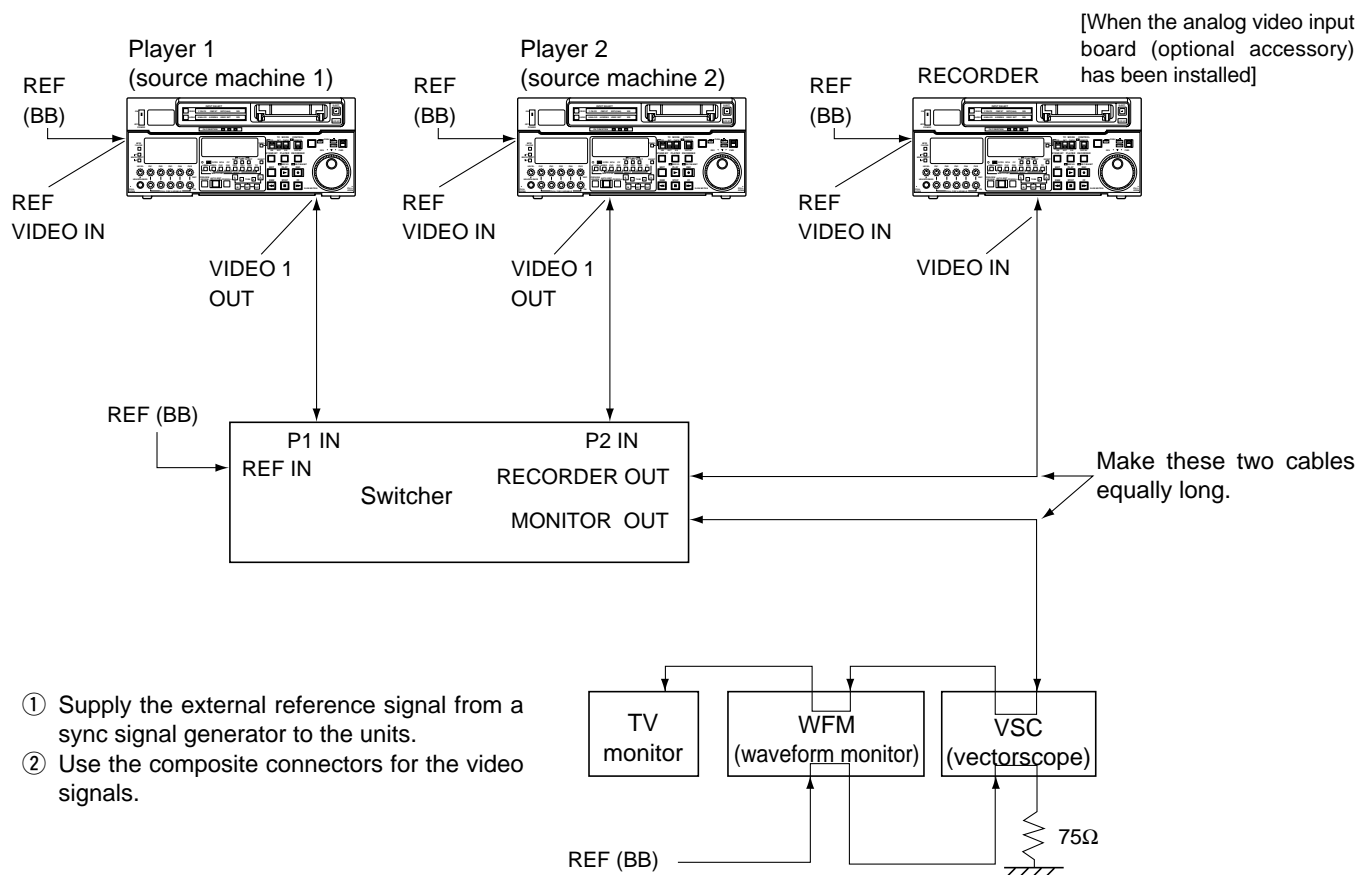 [When the analog video input
board (optional accessory)
has been installed]
Player 1
(source machine 1)
REF
(BB)
REF
VIDEO IN
VIDEO 1
OUT
Player 2
(source machine 2)
REF
(BB)
REF
VIDEO IN
VIDEO 1
OUT
RECORDER
REF
(BB)
REF
VIDEO IN
VIDEO IN
REF (BB)
P1 IN
P2 IN
REF IN
RECORDER OUT
Switcher
MONITOR OUT
Make these two cables
equally long.
① Supply the external reference signal from a
sync signal generator to the units.
② Use the composite connectors for the video
signals.
TV
monitor
WFM
(waveform monitor)
VSC
(vectorscope)
75Ω
REF (BB)